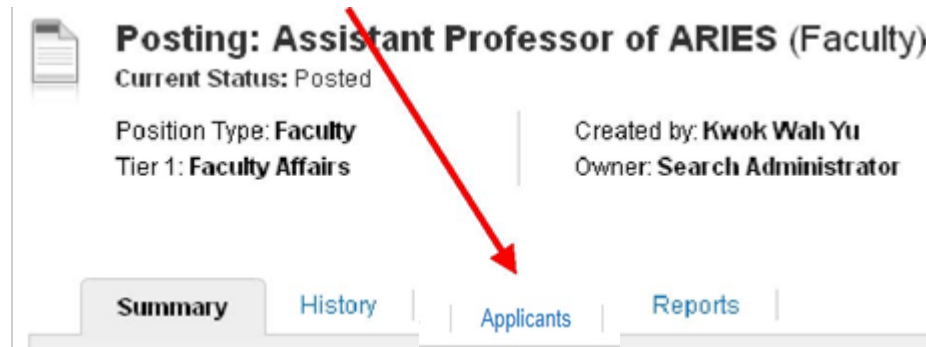 Posting: Assistant Professor of ARIES (Faculty)
Current Status: Posted
Position Type: Faculty
Created by: Kwok Wah Yu
Tier 1: Faculty Affairs
Owner: Search Administrator
Summary History Applicants Reports